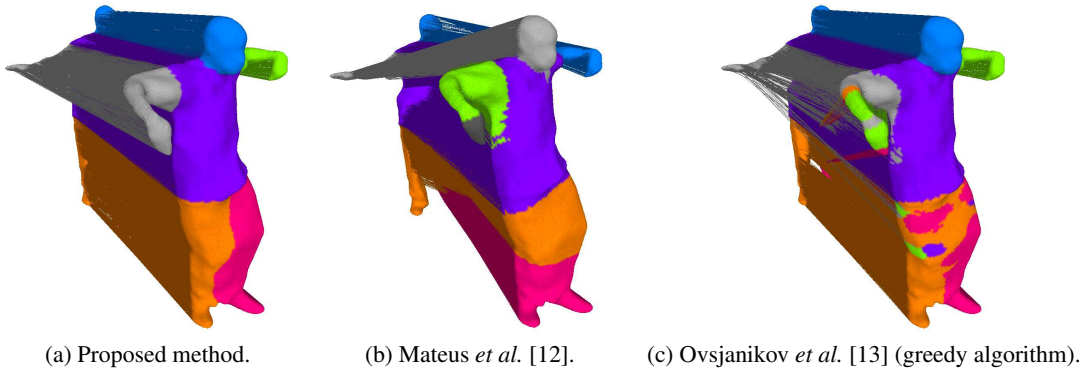 (a) Proposed method.
(b) Mateus et al. [12].
(c) Ovsjanikov et al. [13] (greedy algorithm).